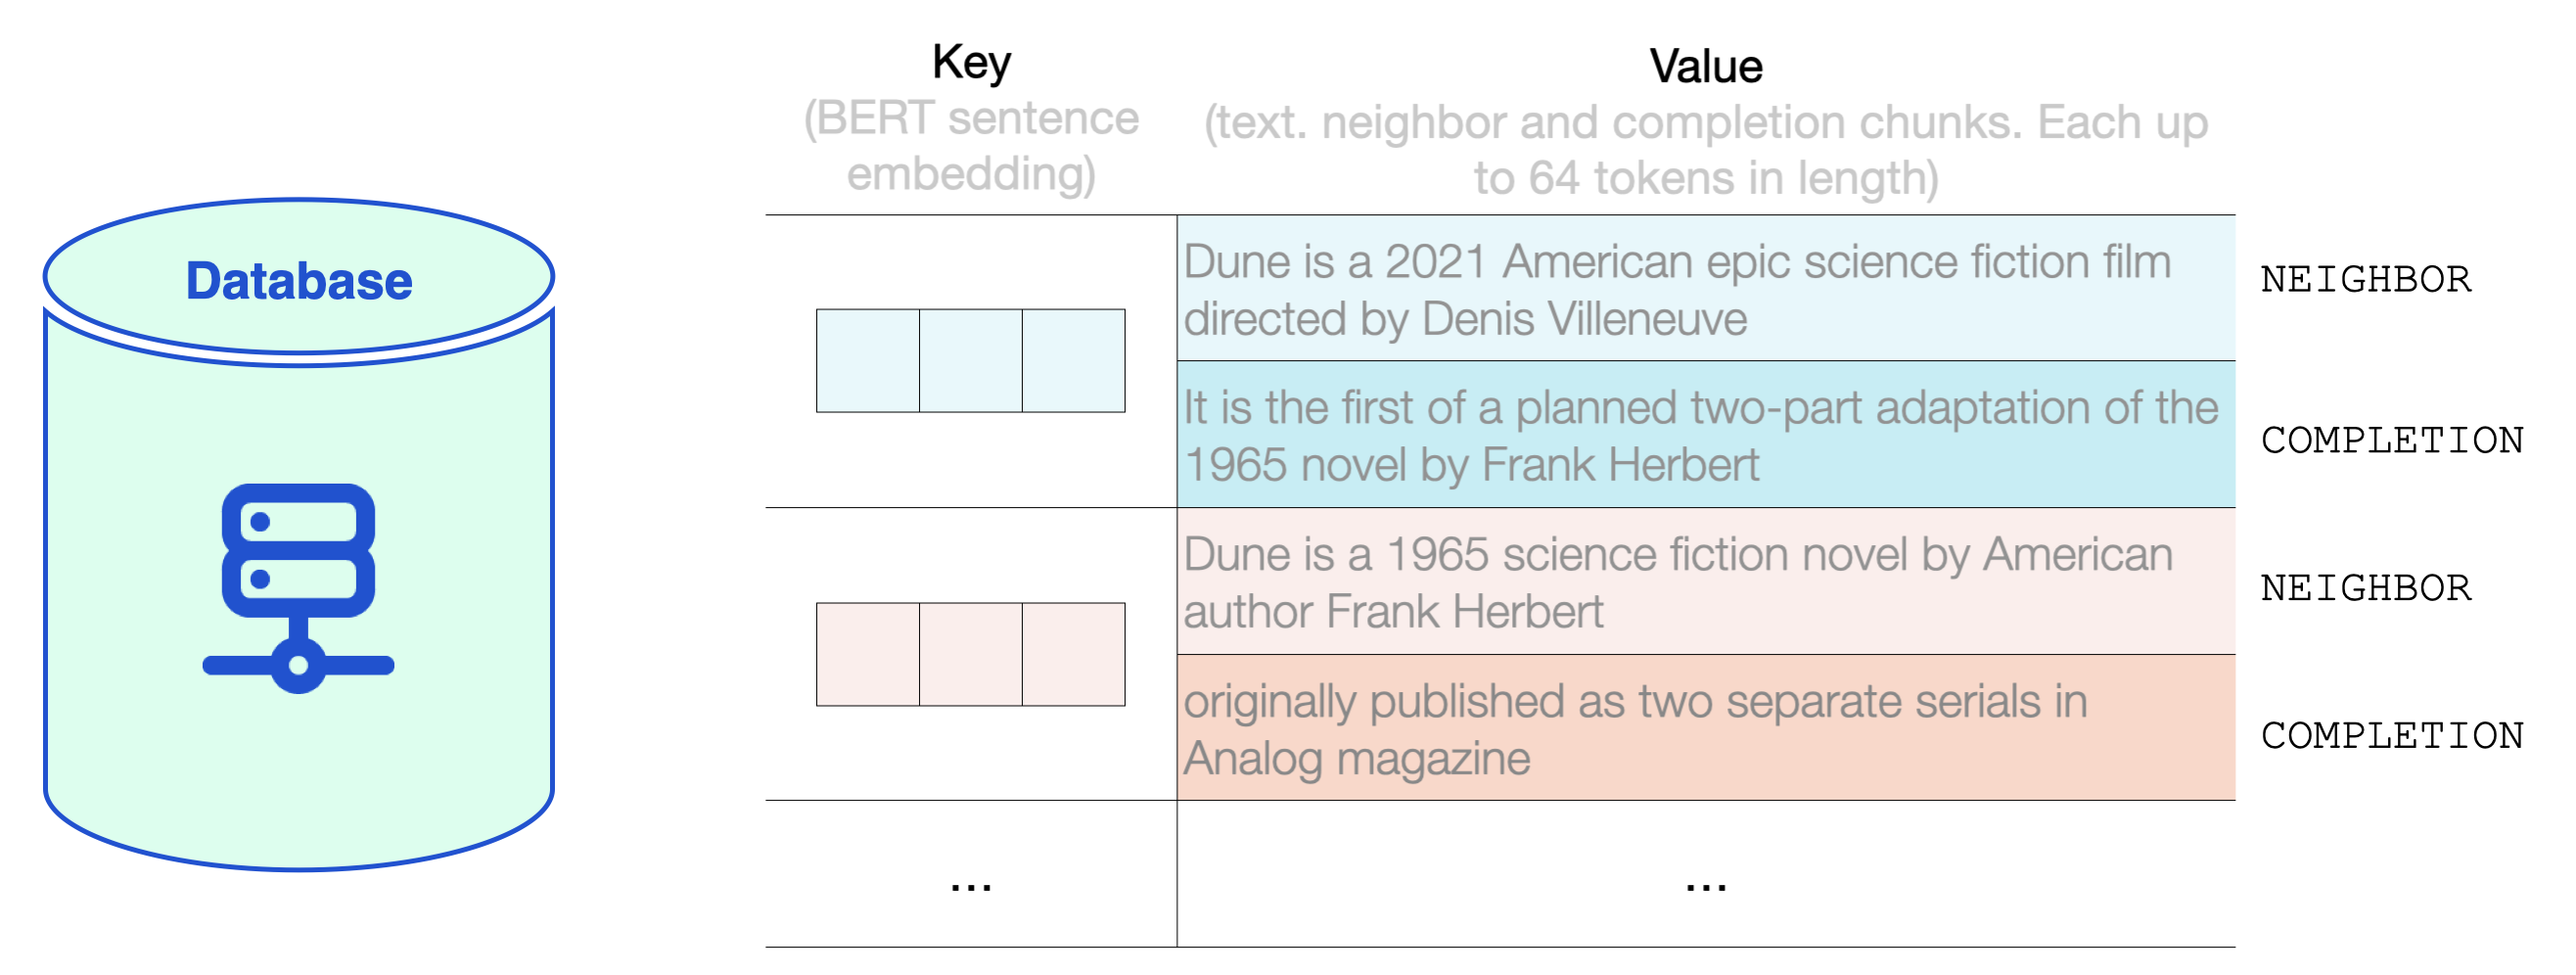 Database
Key
(BERT sentence
embedding)
Value
(text. neighbor and completion chunks. Each up
to 64 tokens in length)
Dune is a 2021 American epic science fiction film
directed by Denis Villeneuve
NEIGHBOR
It is the first of a planned two-part adaptation of the
1965 novel by Frank Herbert
COMPLETION
Dune is a 1965 science fiction novel by American
author Frank Herbert
NEIGHBOR
originally published as two separate serials in
Analog magazine
COMPLETION
...
...